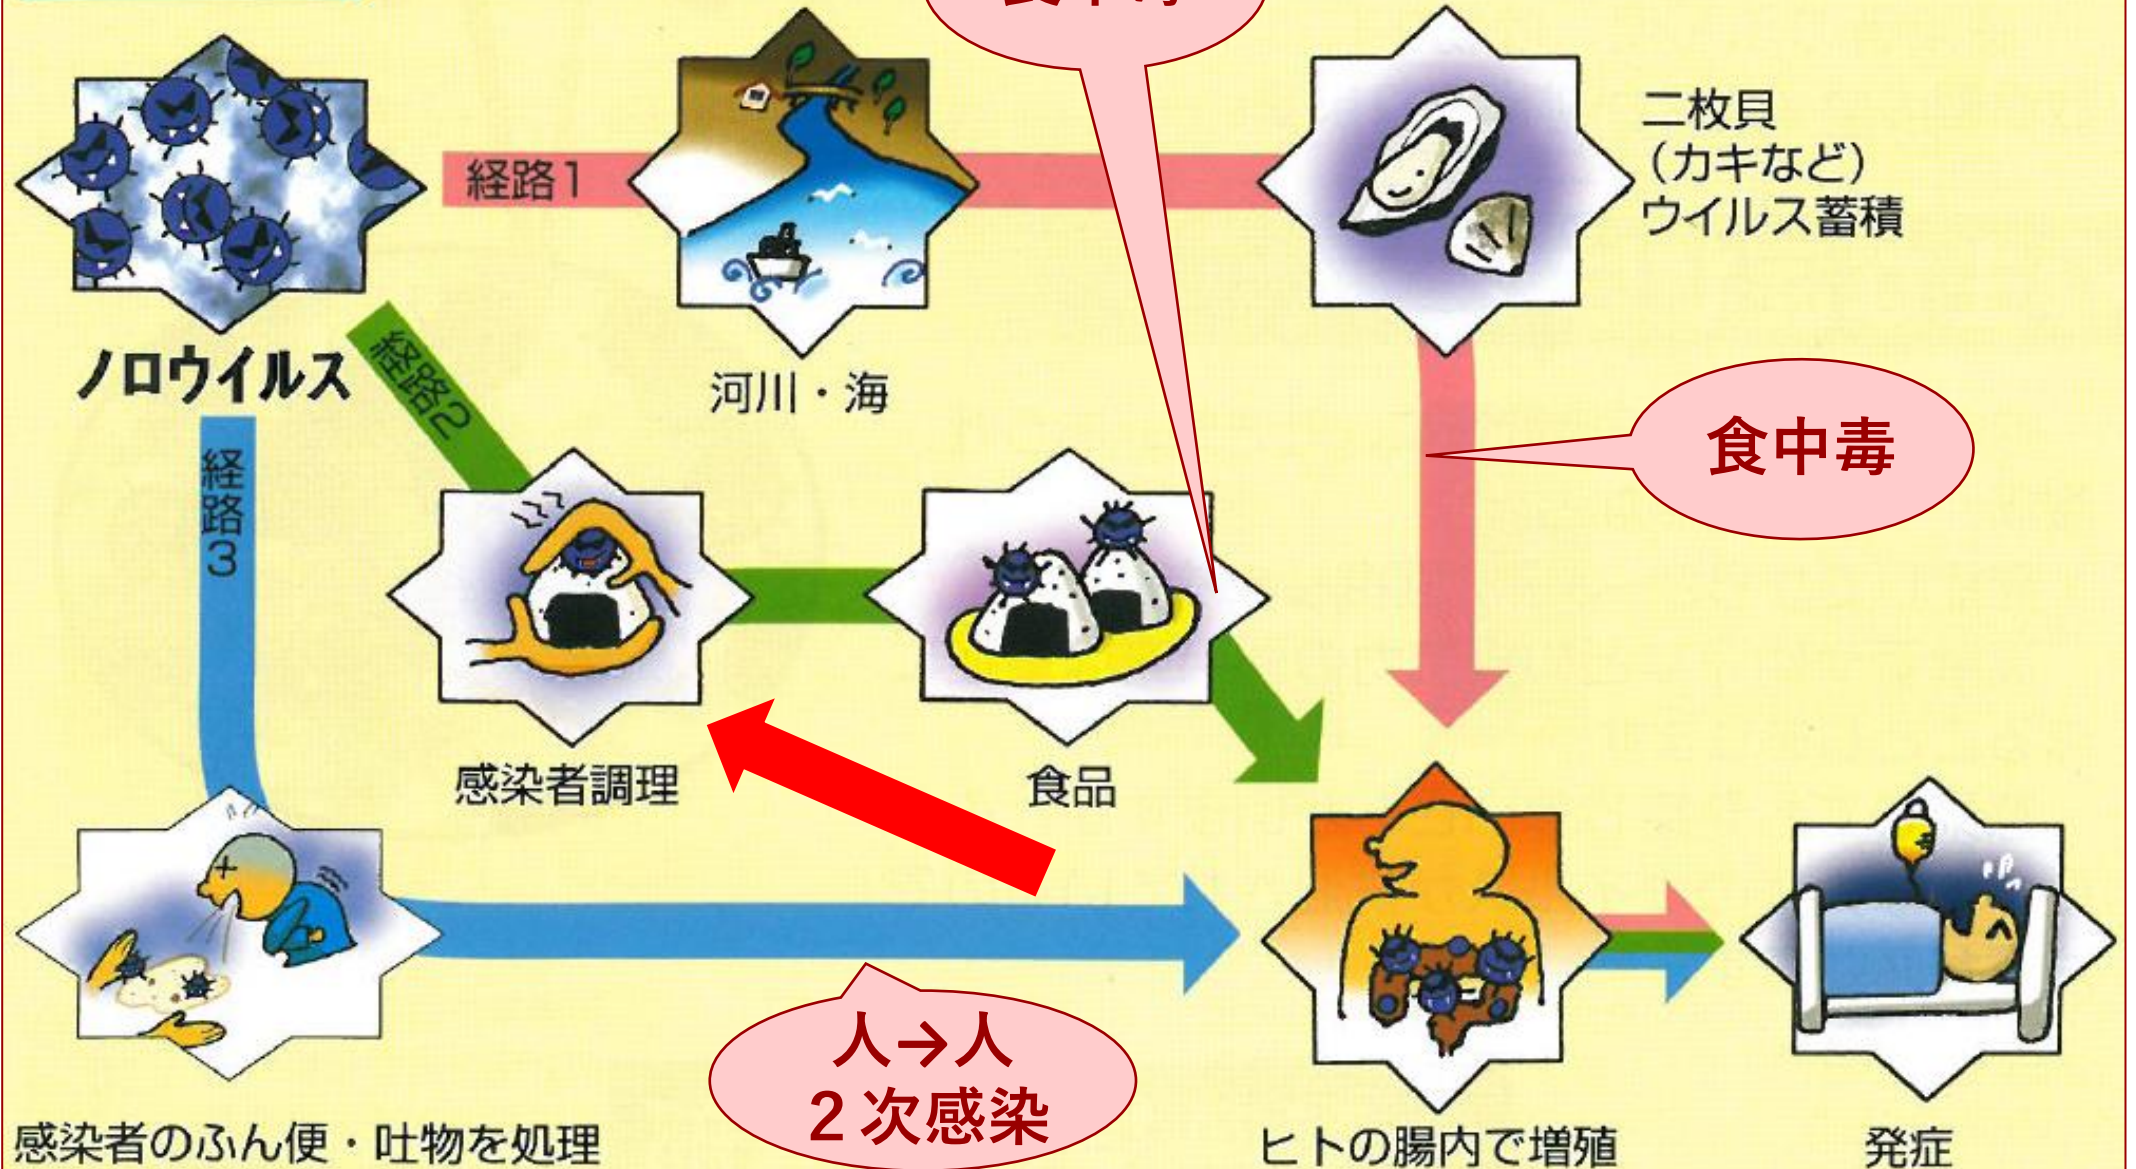 経路1
二枚貝
（カキなど）
ウイルス蓄積
ノロウイルス
経路2
河川・海
食中毒
経路3
感染者調理
食品
人→人
2次感染
感染者のふん便・吐物を処理
ヒトの腸内で増殖
発症